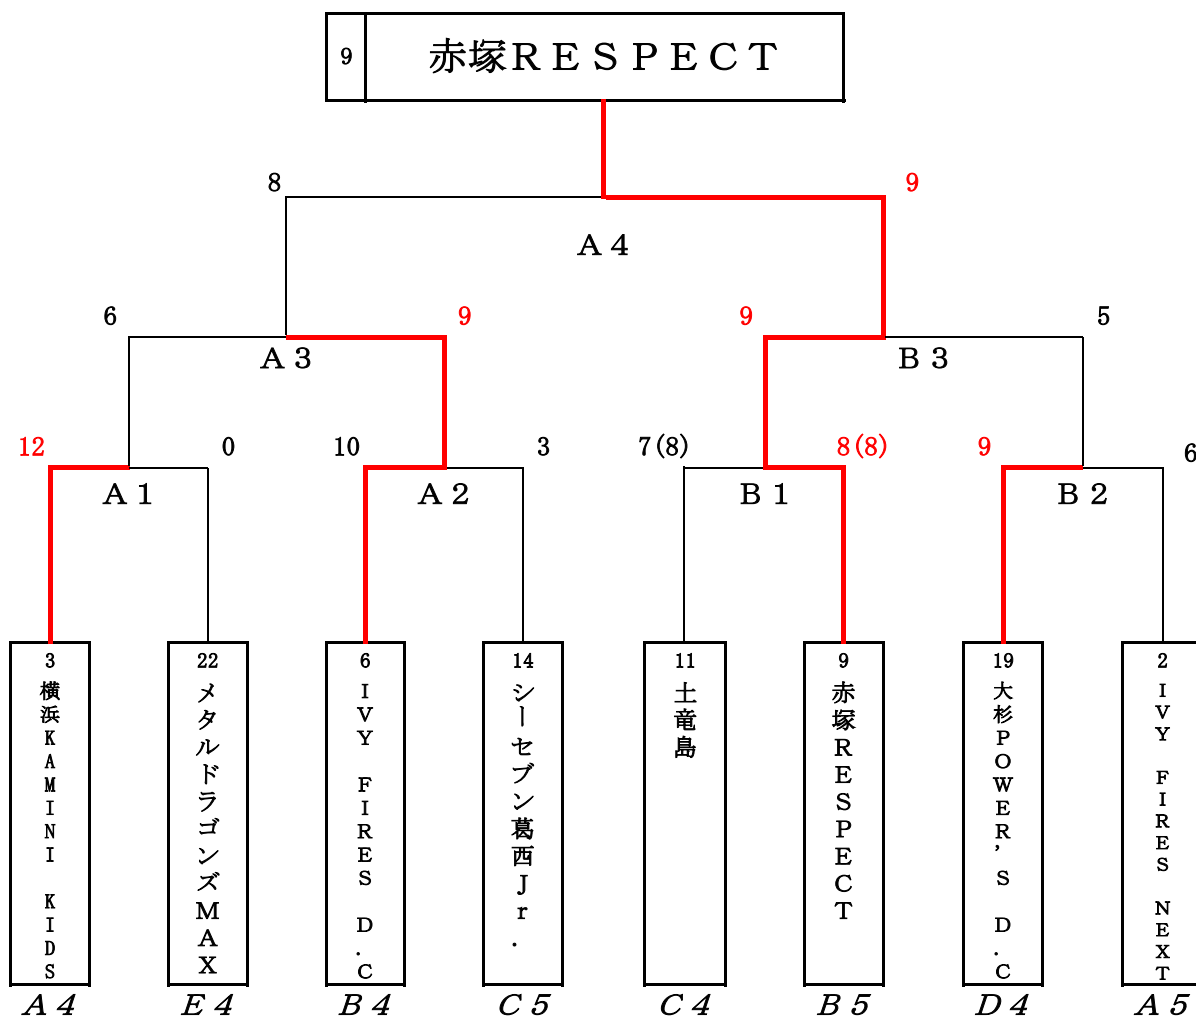 9 赤塚ＲＥＳＰＥＣＴ
8 9
Ａ４
6 9 9 5
Ａ３ Ｂ３
12 0 10 3 7(8) 8(8) 9 6
Ａ１ Ａ２ Ｂ１ Ｂ２
3
横浜ＫＡＭＩＮＩ　ＫＩＤＳ
22
メタルドラゴンズＭＡＸ
6
ＩＶＹ　ＦＩＲＥＳ　Ｄ.Ｃ
14
シーセブン葛西Ｊｒ.
11
土竜島
9
赤塚ＲＥＳＰＥＣＴ
19
大杉ＰＯＷＥＲ’Ｓ　Ｄ.Ｃ
2
ＩＶＹ　ＦＩＲＥＳ　ＮＥＸＴ
Ａ４ Ｅ４ Ｂ４ Ｃ５ Ｃ４ Ｂ５ Ｄ４ Ａ５